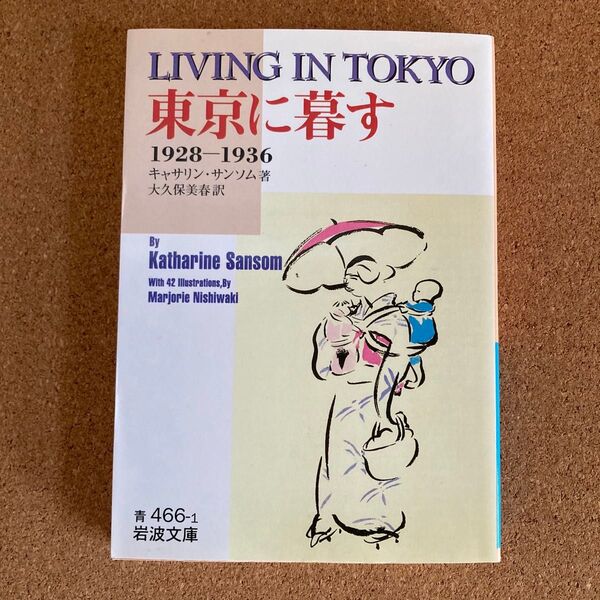 LIVING IN TOKYO
東京に暮す
1928－1936
キャサリン・サンソム著
大久保美春訳
By
Katharine Sansom
With 42 Illustrations,By
Marjorie Nishiwaki
青 466-1
岩波文庫